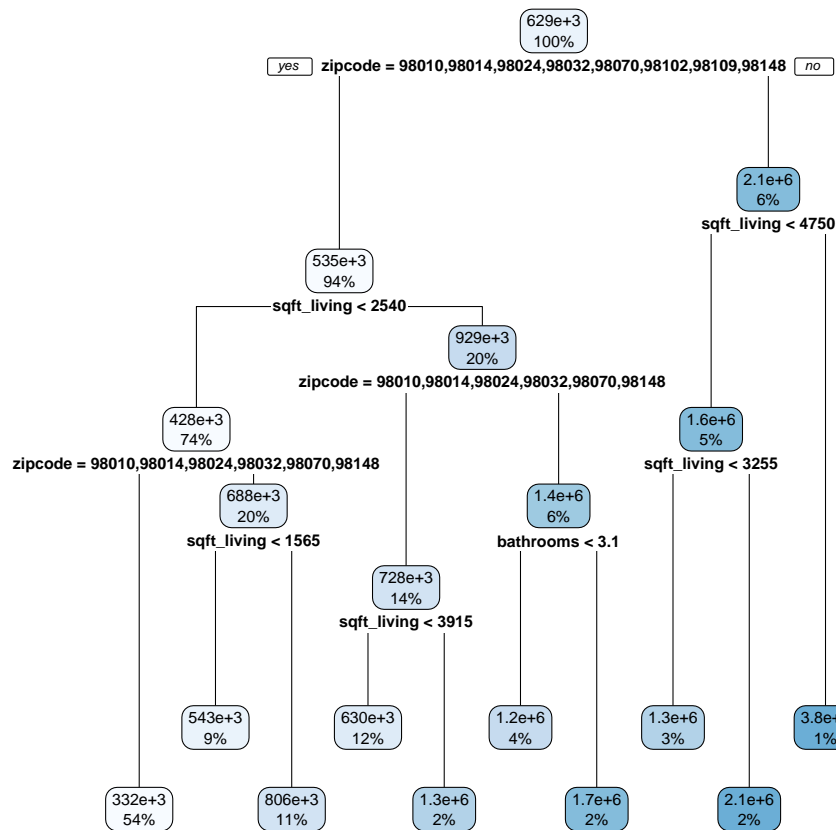 629e+3
100%
yes zipcode = 98010,98014,98024,98032,98070,98102,98109,98148 no
2.1e+6
6%
sqft_living < 4750
535e+3
94%
sqft_living < 2540
929e+3
20%
zipcode = 98010,98014,98024,98032,98070,98148
428e+3
74%
zipcode = 98010,98014,98024,98032,98070,98148
1.6e+6
5%
sqft_living < 3255
688e+3
20%
sqft_living < 1565
1.4e+6
6%
bathrooms < 3.1
728e+3
14%
sqft_living < 3915
543e+3
9%
630e+3
12%
1.2e+6
4%
1.3e+6
3%
3.8e+
1%
332e+3
54%
806e+3
11%
1.3e+6
2%
1.7e+6
2%
2.1e+6
2%